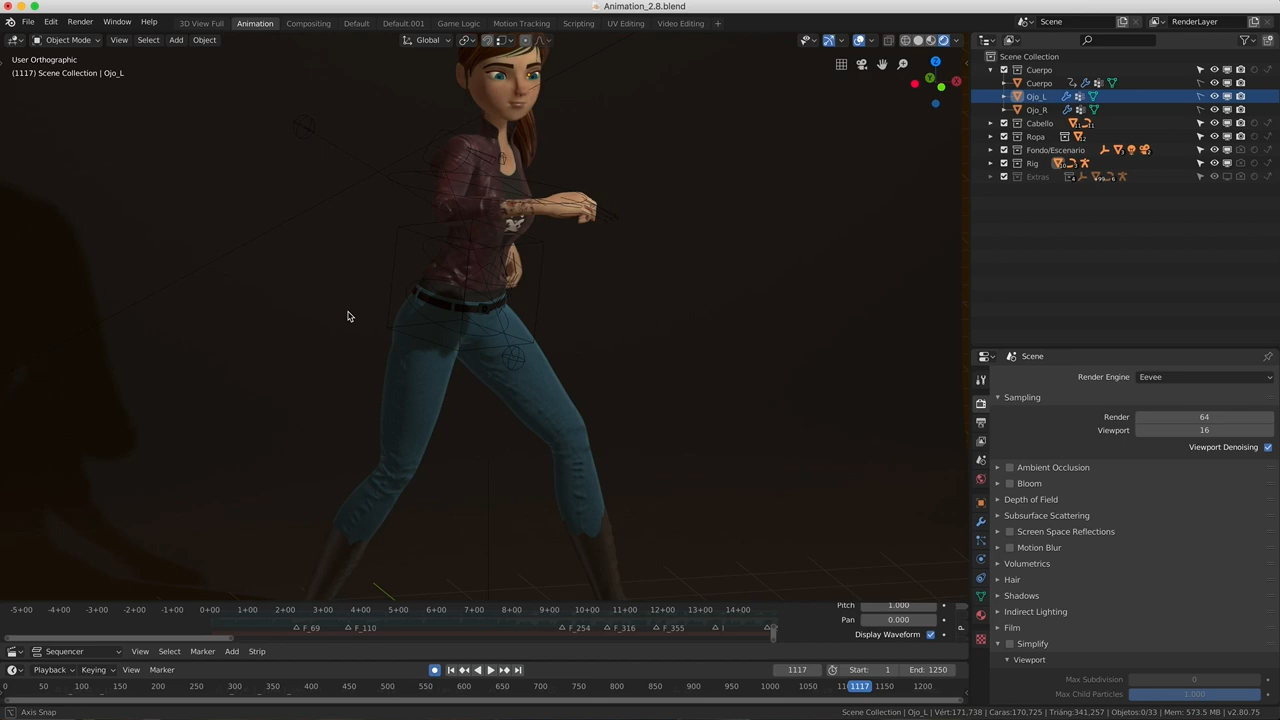 Animation_2.8.blend
File Edit Render Window Help 3D View Full Animation Compositing Default Default.001 Game Logic Motion Tracking Scripting UV Editing Video Editing + Scene RenderLayer
Object Mode View Select Add Object Global
User Orthographic
(1117) Scene Collection | Ojo_L
Scene Collection
Cuerpo
Cuerpo
Ojo_L
Ojo_R
Cabello
Ropa
Fondo/Escenario
Rig
Extras
Scene
Render Engine Eevee
Sampling
Render 64
Viewport 16
Viewport Denoising
Ambient Occlusion
Bloom
Depth of Field
Subsurface Scattering
Screen Space Reflections
Motion Blur
Volumetrics
Hair
Shadows
Indirect Lighting
Film
Simplify
Viewport
Max Subdivision 0
Max Child Particles 1.000
-5+00 -4+00 -3+00 -2+00 -1+00 0+00 1+00 2+00 3+00 4+00 5+00 6+00 7+00 8+00 9+00 10+00 11+00 12+00 13+00 14+00
F_69 F_110 F_254 F_316 F_355
Pitch 1.000
Pan 0.000
Display Waveform
Sequencer View Select Marker Add Strip
Playback Keying View Marker 1117 Start: 1 End: 1250
0 50 100 150 200 250 300 350 400 450 500 550 600 650 700 750 800 850 900 950 1000 1050 1117 1150 1200
Axis Snap
Scene Collection | Ojo_L | Vért:171,738 | Caras:170,725 | Triáng:341,257 | Objetos:0/33 | Mem: 573.5 MB | v2.80.75